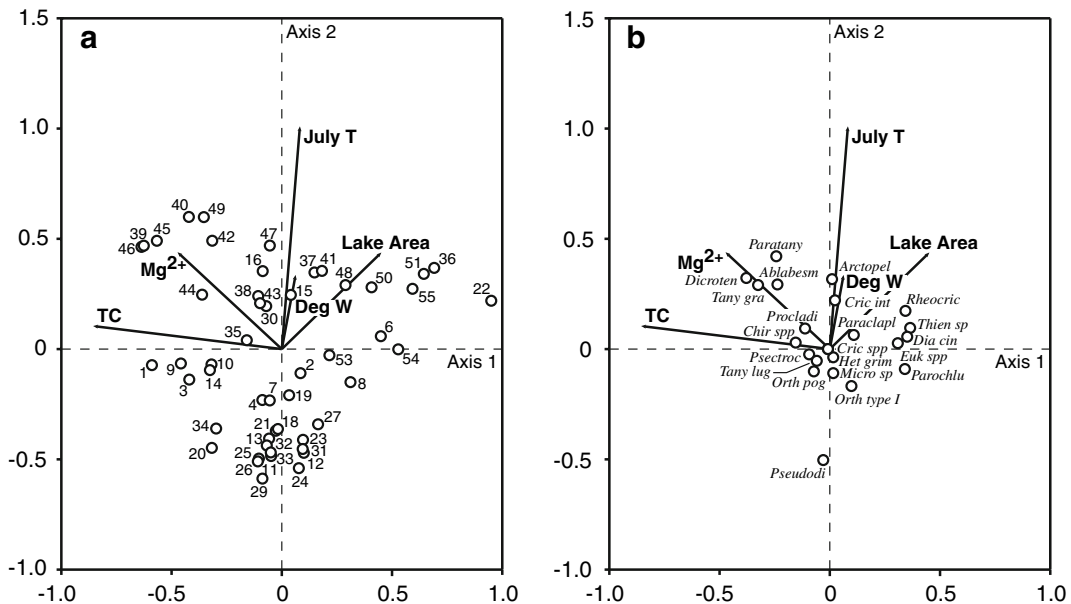 a
Axis 2
Axis 1
1.5
1.0
0.5
0
-0.5
-1.0
-1.0
-0.5
0
0.5
1.0
July T
Lake Area
Deg W
Mg2+
TC
40
49
39
45
46
42
47
16
37
41
48
50
51
36
55
22
44
38
43
30
15
35
6
54
53
8
2
1
9
3
10
14
7
4
19
27
34
20
21
18
13
32
23
31
25
26
11
33
12
24
29
b
Axis 2
Axis 1
1.5
1.0
0.5
0
-0.5
-1.0
-1.0
-0.5
0
0.5
1.0
July T
Lake Area
Deg W
Mg2+
TC
Paratany
Dicroten
Ablabesm
Tany gra
Arctopel
Cric int
Rheocric
Procladi
Paraclapl
Thien sp
Chir spp
Dia cin
Cric spp
Psectroc
Het grim
Euk spp
Tany lug
Micro sp
Parochlu
Orth pog
Orth type I
Pseudodi